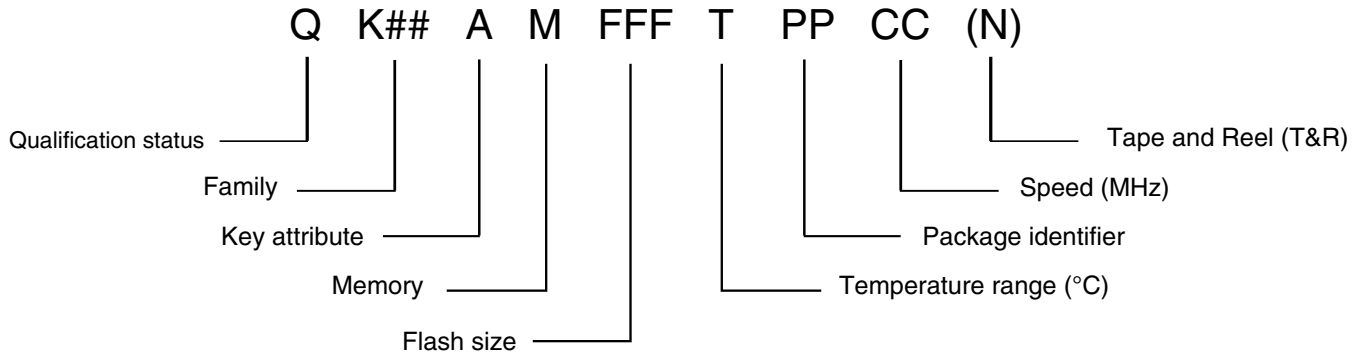 Q K## A M FFF T PP CC (N)
Qualification status
Tape and Reel (T&R)
Family
Speed (MHz)
Key attribute
Package identifier
Memory
Temperature range (°C)
Flash size